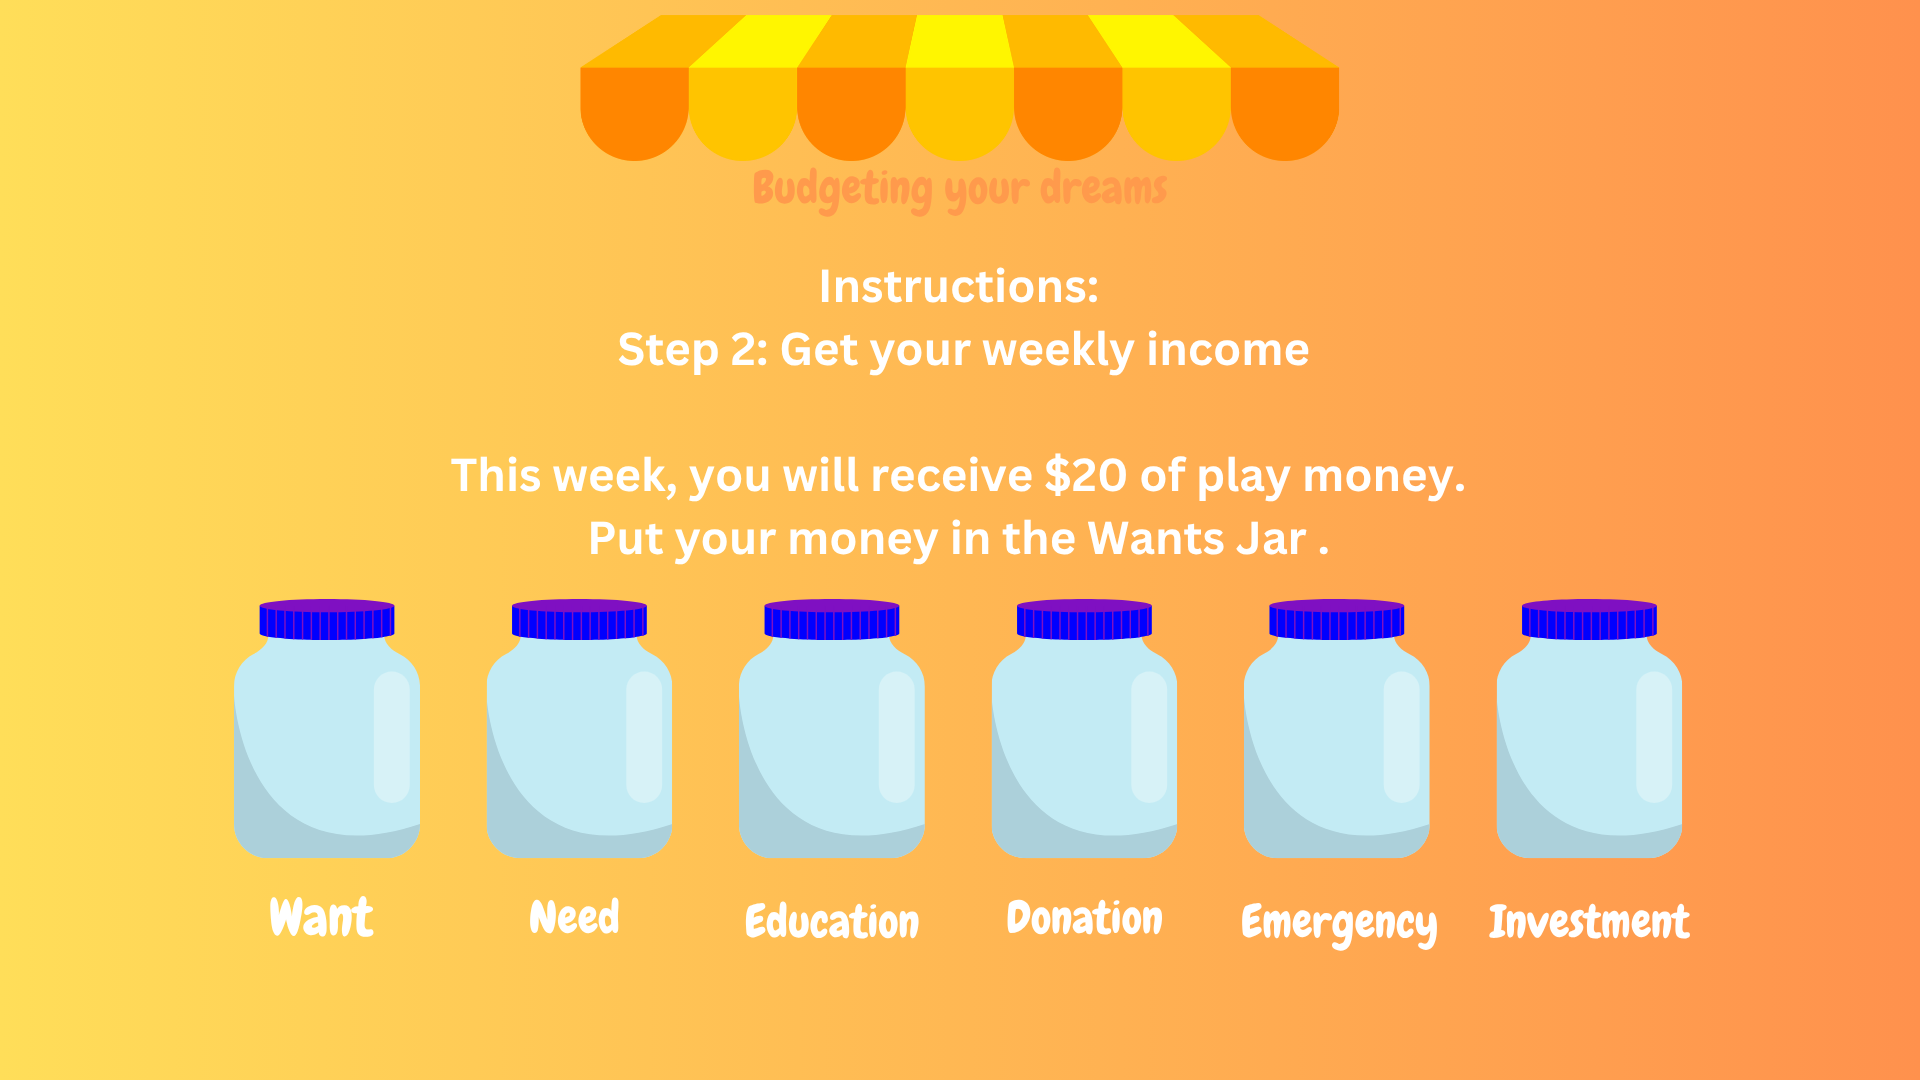 Budgeting your dreams
Instructions:
Step 2: Get your weekly income
This week, you will receive $20 of play money.
Put your money in the Wants Jar .
Want
Need
Education
Donation
Emergency
Investment